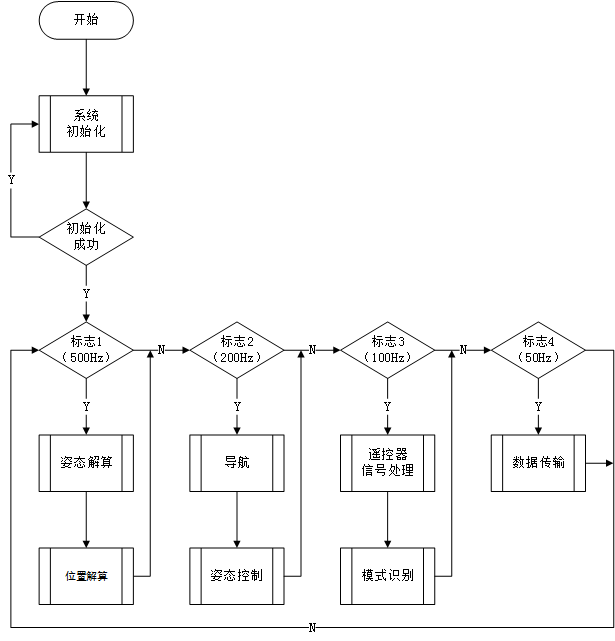 开始
系统
初始化
Y
初始化
成功
Y
标志1
（500Hz）
N
标志2
（200Hz）
N
标志3
（100Hz）
N
标志4
（50Hz）
Y
Y
Y
Y
姿态解算
导航
遥控器
信号处理
数据传输
位置解算
姿态控制
模式识别
N